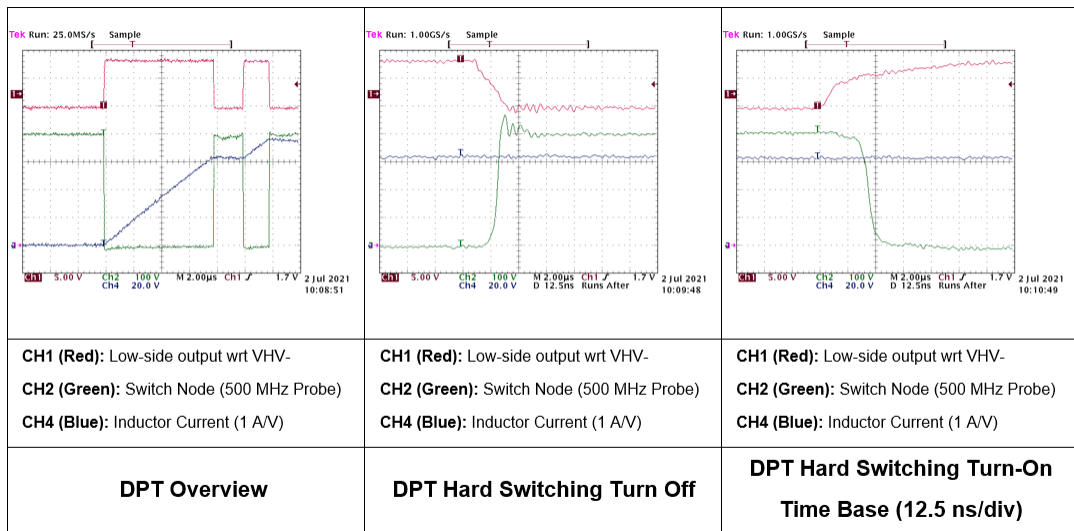 Tek Run: 25.0MS/s Sample
T
T
1
T
T
Ch1 5.00 V Ch2 100 V M 2.00µs Ch1 1.7 V
Ch4 20.0 V
2 Jul 2021
10:08:51
CH1 (Red): Low-side output wrt VHV-
CH2 (Green): Switch Node (500 MHz Probe)
CH4 (Blue): Inductor Current (1 A/V)
DPT Overview
Tek Run: 1.00GS/s Sample
T
T
1
T
T
Ch1 5.00 V Ch2 100 V M 2.00µs Ch1 1.7 V
Ch4 20.0 V D 12.5ns Runs After
2 Jul 2021
10:09:48
CH1 (Red): Low-side output wrt VHV-
CH2 (Green): Switch Node (500 MHz Probe)
CH4 (Blue): Inductor Current (1 A/V)
DPT Hard Switching Turn Off
Tek Run: 1.00GS/s Sample
T
T
1
T
T
Ch1 5.00 V Ch2 100 V M 2.00µs Ch1 1.7 V
Ch4 20.0 V D 12.5ns Runs After
2 Jul 2021
10:10:49
CH1 (Red): Low-side output wrt VHV-
CH2 (Green): Switch Node (500 MHz Probe)
CH4 (Blue): Inductor Current (1 A/V)
DPT Hard Switching Turn-On
Time Base (12.5 ns/div)